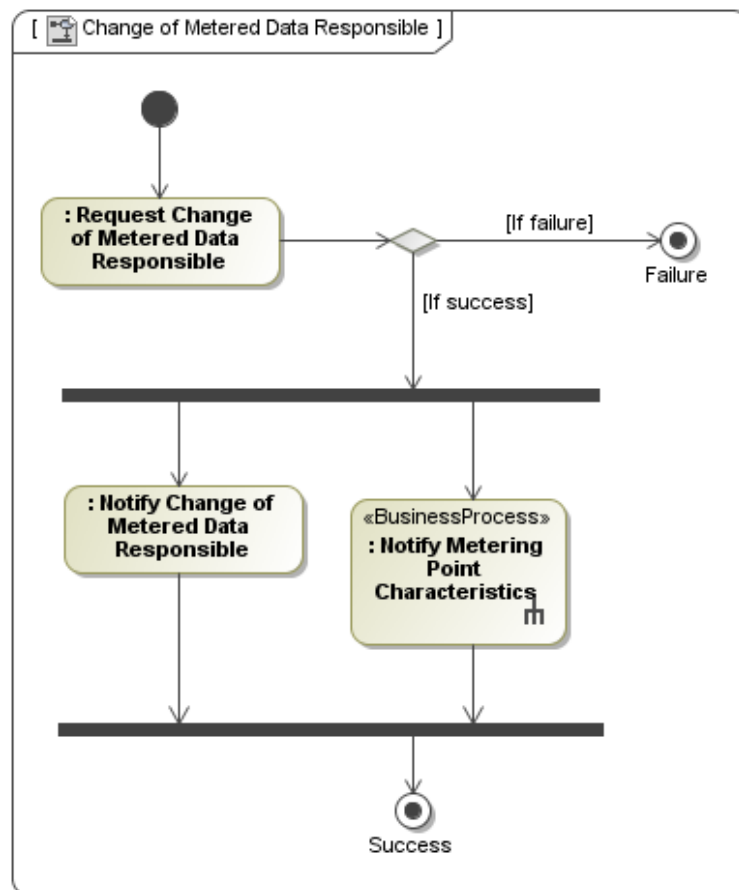 [ Change of Metered Data Responsible ]
: Request Change
of Metered Data
Responsible
[If failure]
Failure
[If success]
: Notify Change of
Metered Data
Responsible
«BusinessProcess»
: Notify Metering
Point
Characteristics
Success